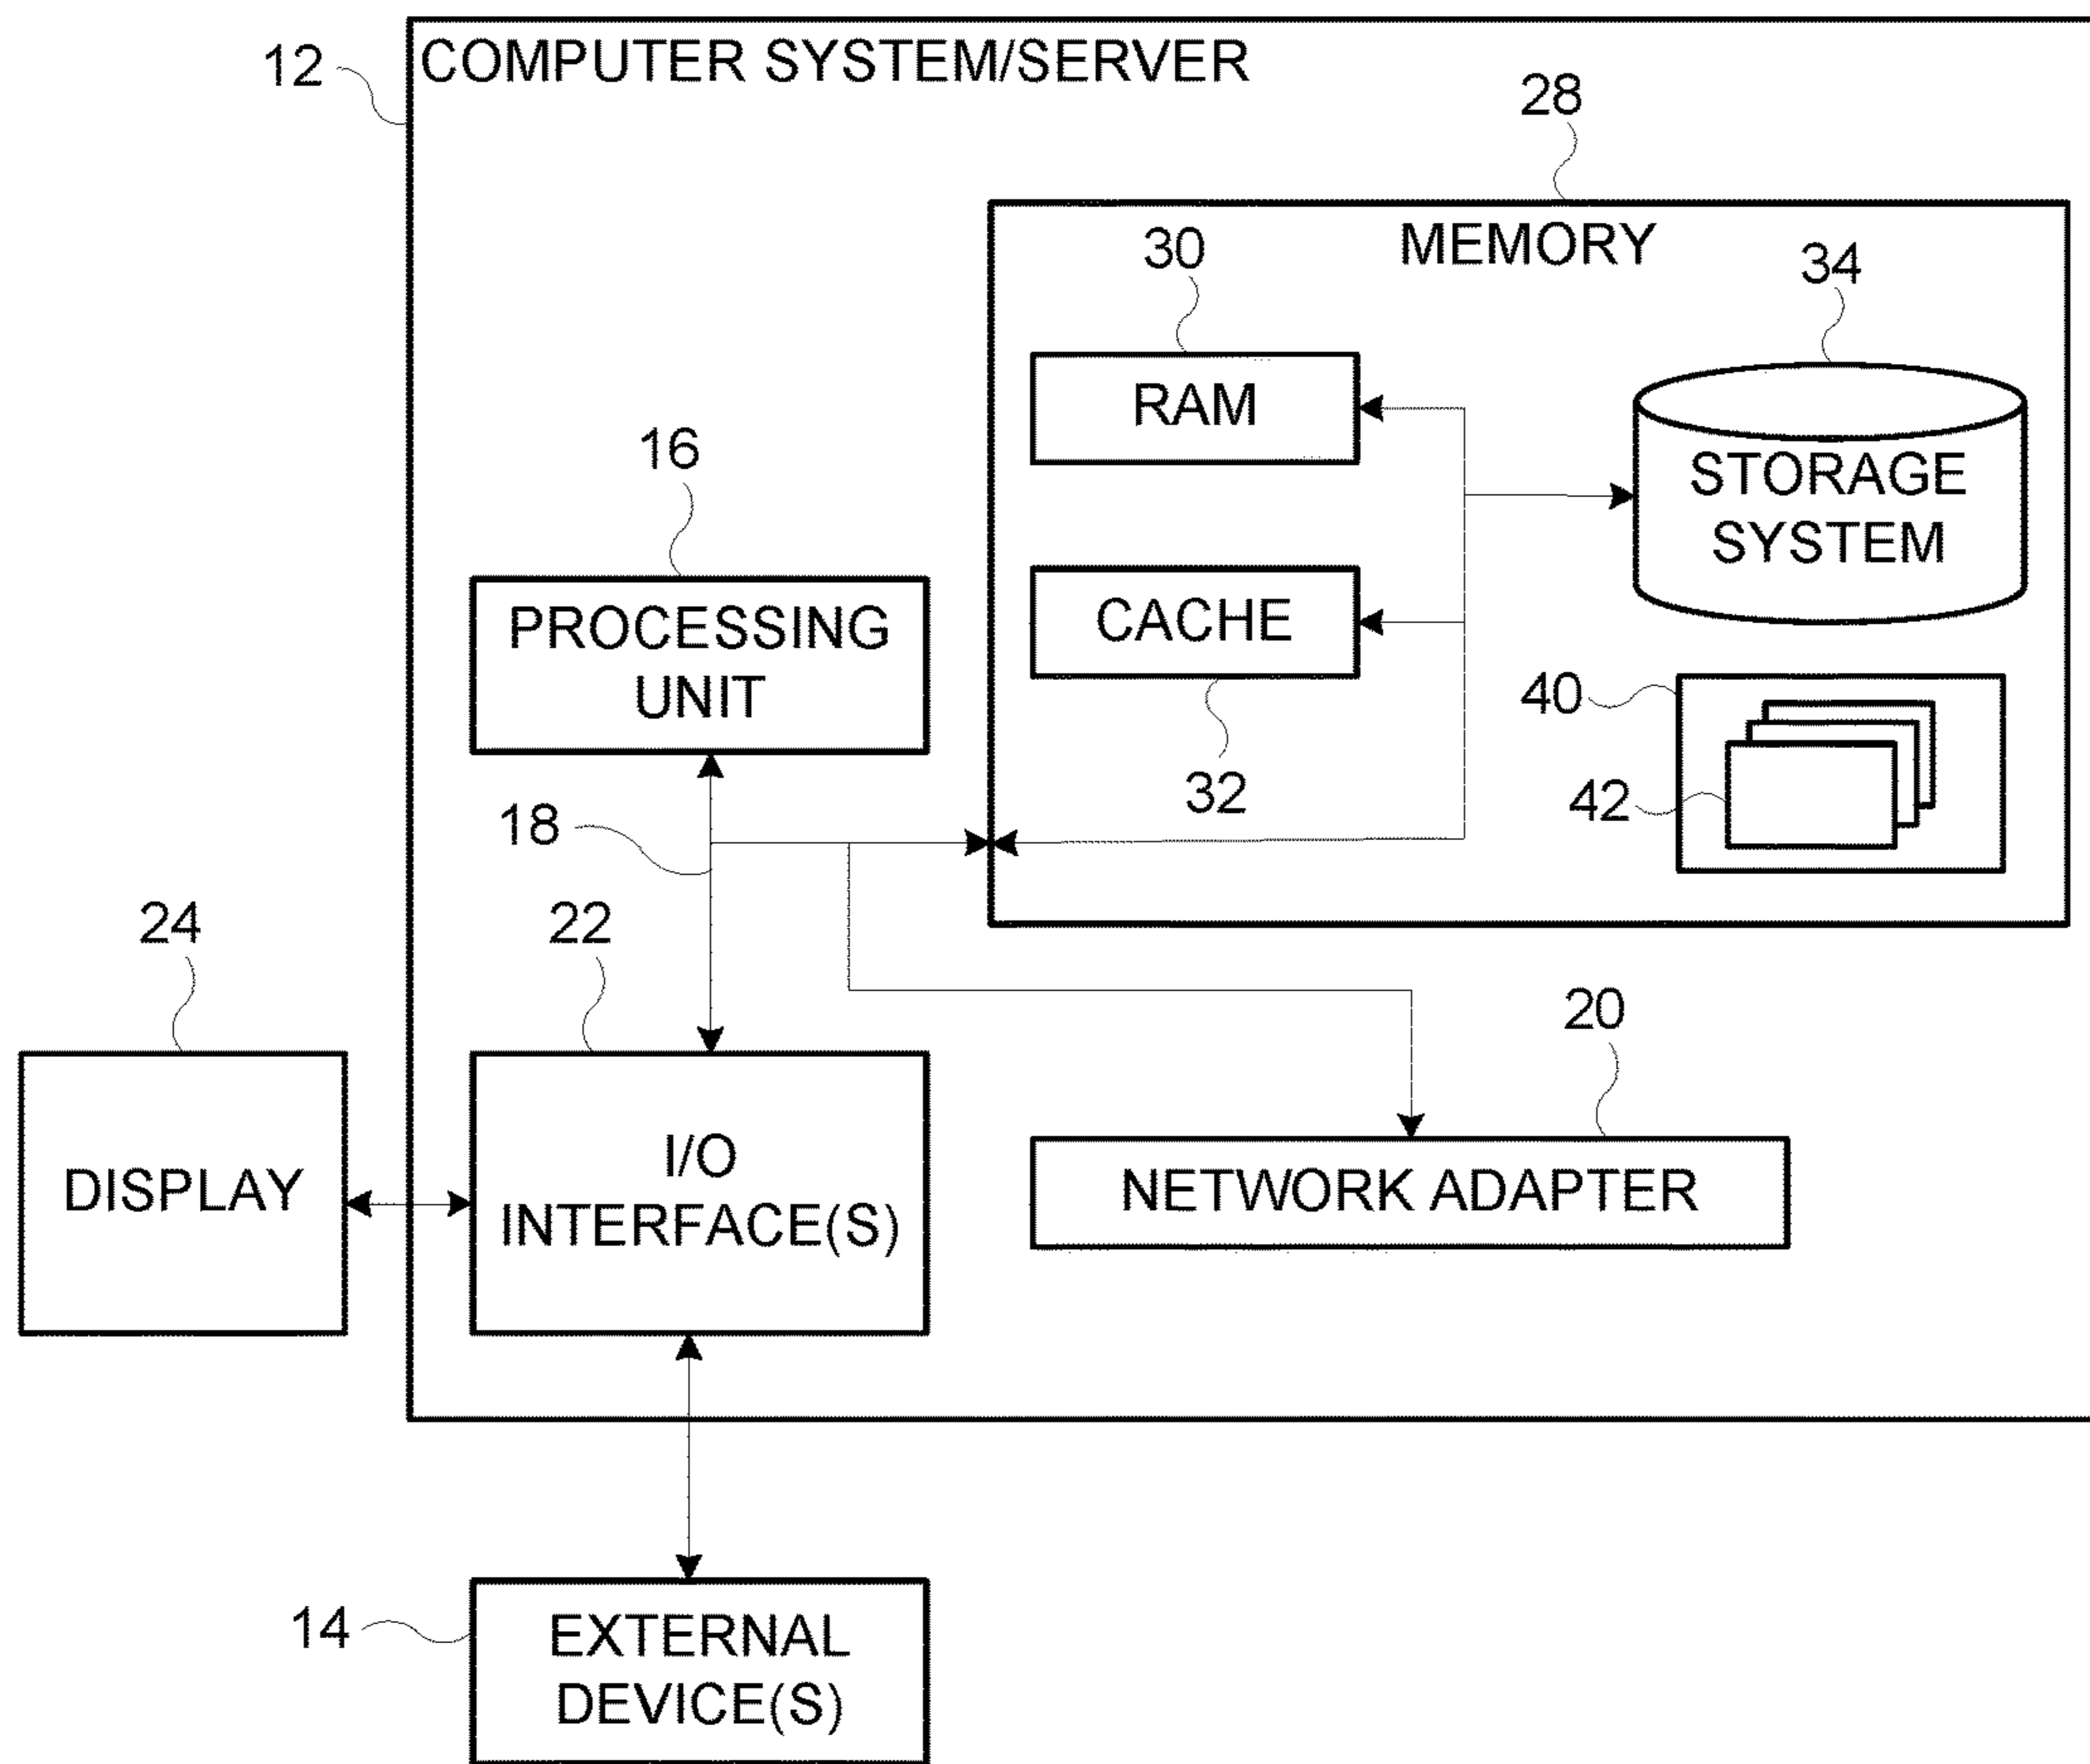 12
COMPUTER SYSTEM/SERVER
28
MEMORY
30
34
RAM
STORAGE
SYSTEM
16
PROCESSING
UNIT
CACHE
32
40
42
18
24
22
20
DISPLAY
I/O
INTERFACE(S)
NETWORK ADAPTER
14
EXTERNAL
DEVICE(S)